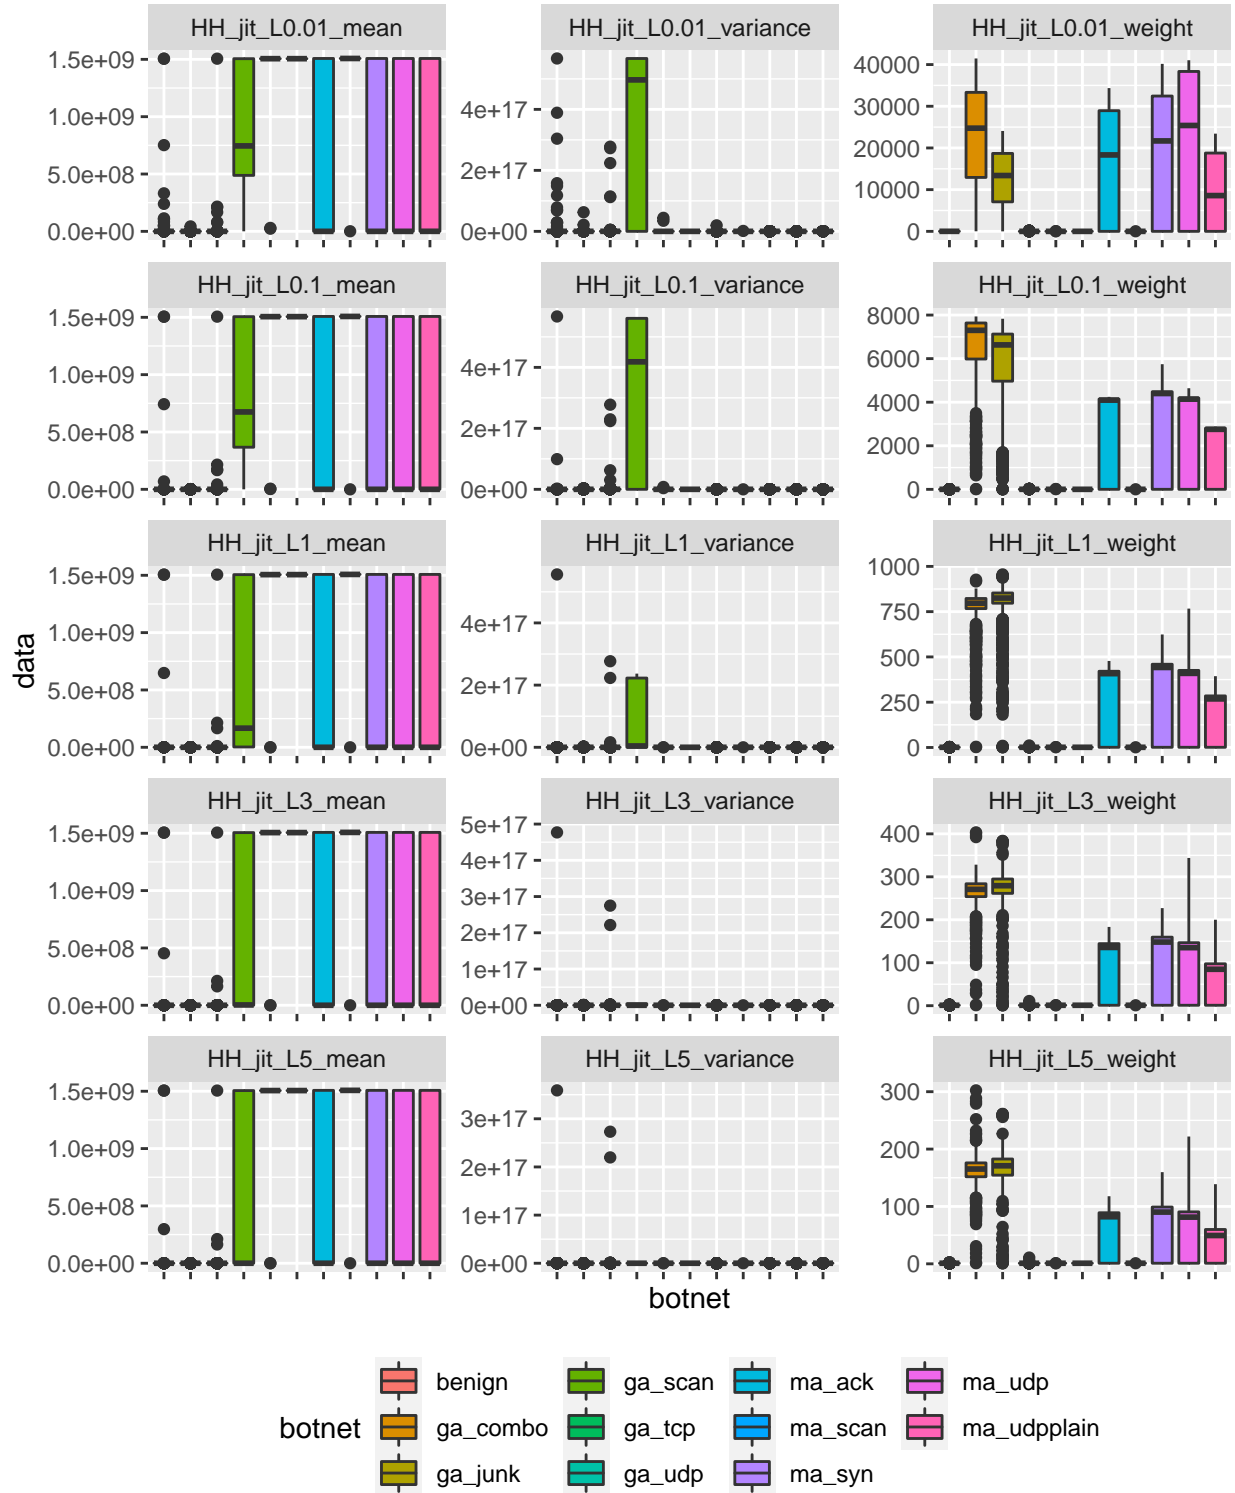 HH_jit_L0.01_mean
HH_jit_L0.01_variance
HH_jit_L0.01_weight
1.5e+09
1.0e+09
5.0e+08
0.0e+00
4e+17
2e+17
0e+00
40000
30000
20000
10000
0
HH_jit_L0.1_mean
HH_jit_L0.1_variance
HH_jit_L0.1_weight
1.5e+09
1.0e+09
5.0e+08
0.0e+00
4e+17
2e+17
0e+00
8000
6000
4000
2000
0
HH_jit_L1_mean
HH_jit_L1_variance
HH_jit_L1_weight
1.5e+09
1.0e+09
5.0e+08
0.0e+00
4e+17
2e+17
0e+00
1000
750
500
250
0
data
HH_jit_L3_mean
HH_jit_L3_variance
HH_jit_L3_weight
1.5e+09
1.0e+09
5.0e+08
0.0e+00
5e+17
4e+17
3e+17
2e+17
1e+17
0e+00
400
300
200
100
0
HH_jit_L5_mean
HH_jit_L5_variance
HH_jit_L5_weight
1.5e+09
1.0e+09
5.0e+08
0.0e+00
3e+17
2e+17
1e+17
0e+00
300
200
100
0
botnet
botnet
benign
ga_combo
ga_junk
ga_scan
ga_tcp
ga_udp
ma_ack
ma_scan
ma_syn
ma_udp
ma_udpplain